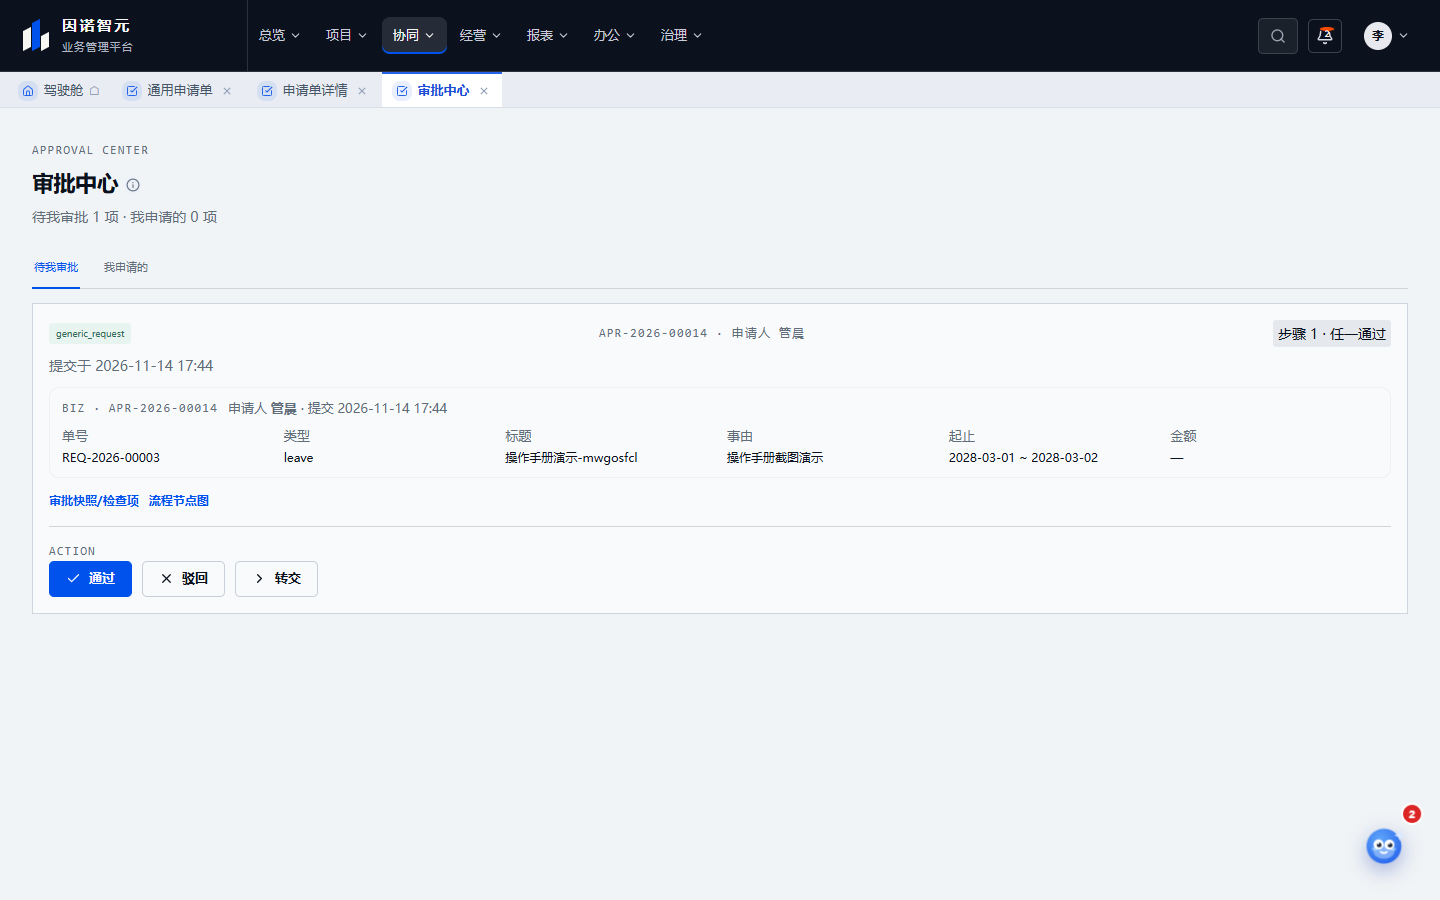 因诺智元
业务管理平台
总览 项目 协同 经营 报表 办公 治理
李
驾驶舱 通用申请单 申请单详情 审批中心
APPROVAL CENTER
审批中心
待我审批 1 项 · 我申请的 0 项
待我审批 我申请的
generic_request APR-2026-00014 · 申请人 管晨 步骤 1 · 任一通过
提交于 2026-11-14 17:44
BIZ · APR-2026-00014 申请人 管晨 · 提交 2026-11-14 17:44
单号 类型 标题 事由 起止 金额
REQ-2026-00003 leave 操作手册演示-mwgosfcl 操作手册截图演示 2028-03-01 ~ 2028-03-02 —
审批快照/检查项 流程节点图
ACTION
通过 驳回 转交
2